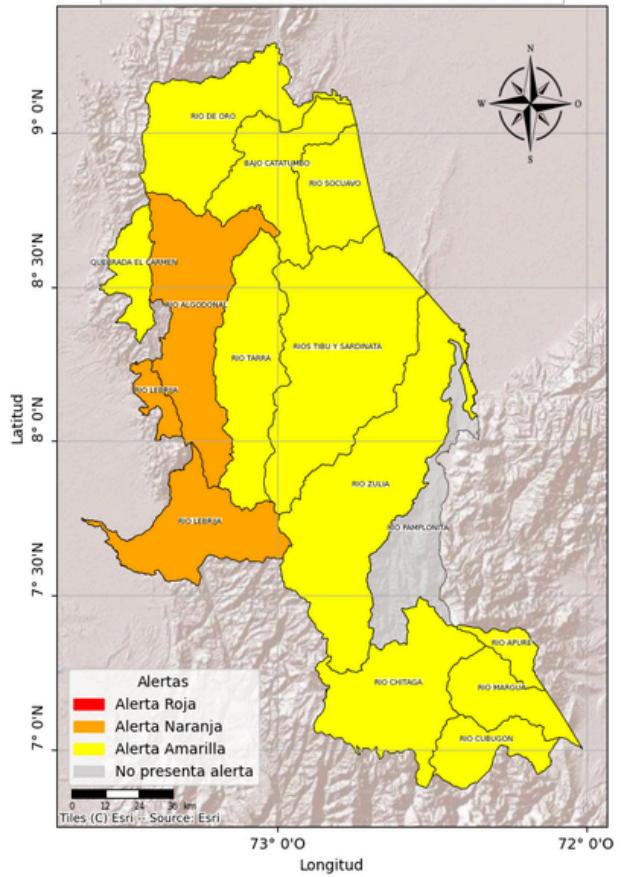 N
W
O
S
9° 0'N
8° 30'N
8° 0'N
7° 30'N
7° 0'N
Latitud
RIO DE ORO
BAJO CATATUMBO
RIO SOCUAVO
QUEBRADA EL CARMEN
RIO ALGODONAL
RIOS TIBU Y SARDINATA
RIO TARRA
RIO LEBRIJA
RIO ZULIA
RIO LEBRIJA
RIO PAMPLONITA
RIO APURE
RIO CHITAGA
RIO MARGUA
RIO CUBUGON
Alertas
Alerta Roja
Alerta Naranja
Alerta Amarilla
No presenta alerta
0 12 24 36 km
Tiles (C) Esri -- Source: Esri
73° 0'O
72° 0'O
Longitud